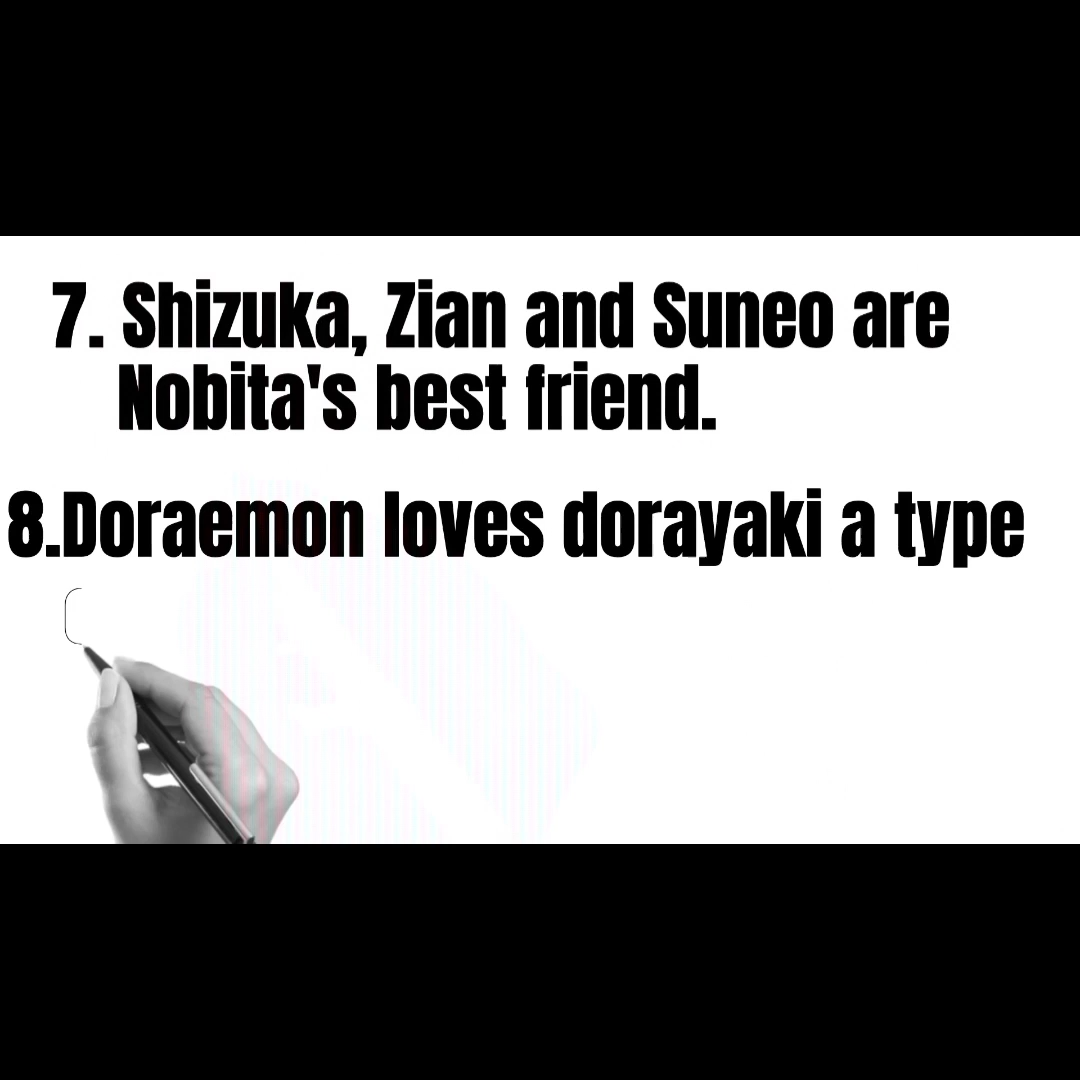 7. Shizuka, Zian and Suneo are
Nobita's best friend.
8.Doraemon loves dorayaki a type